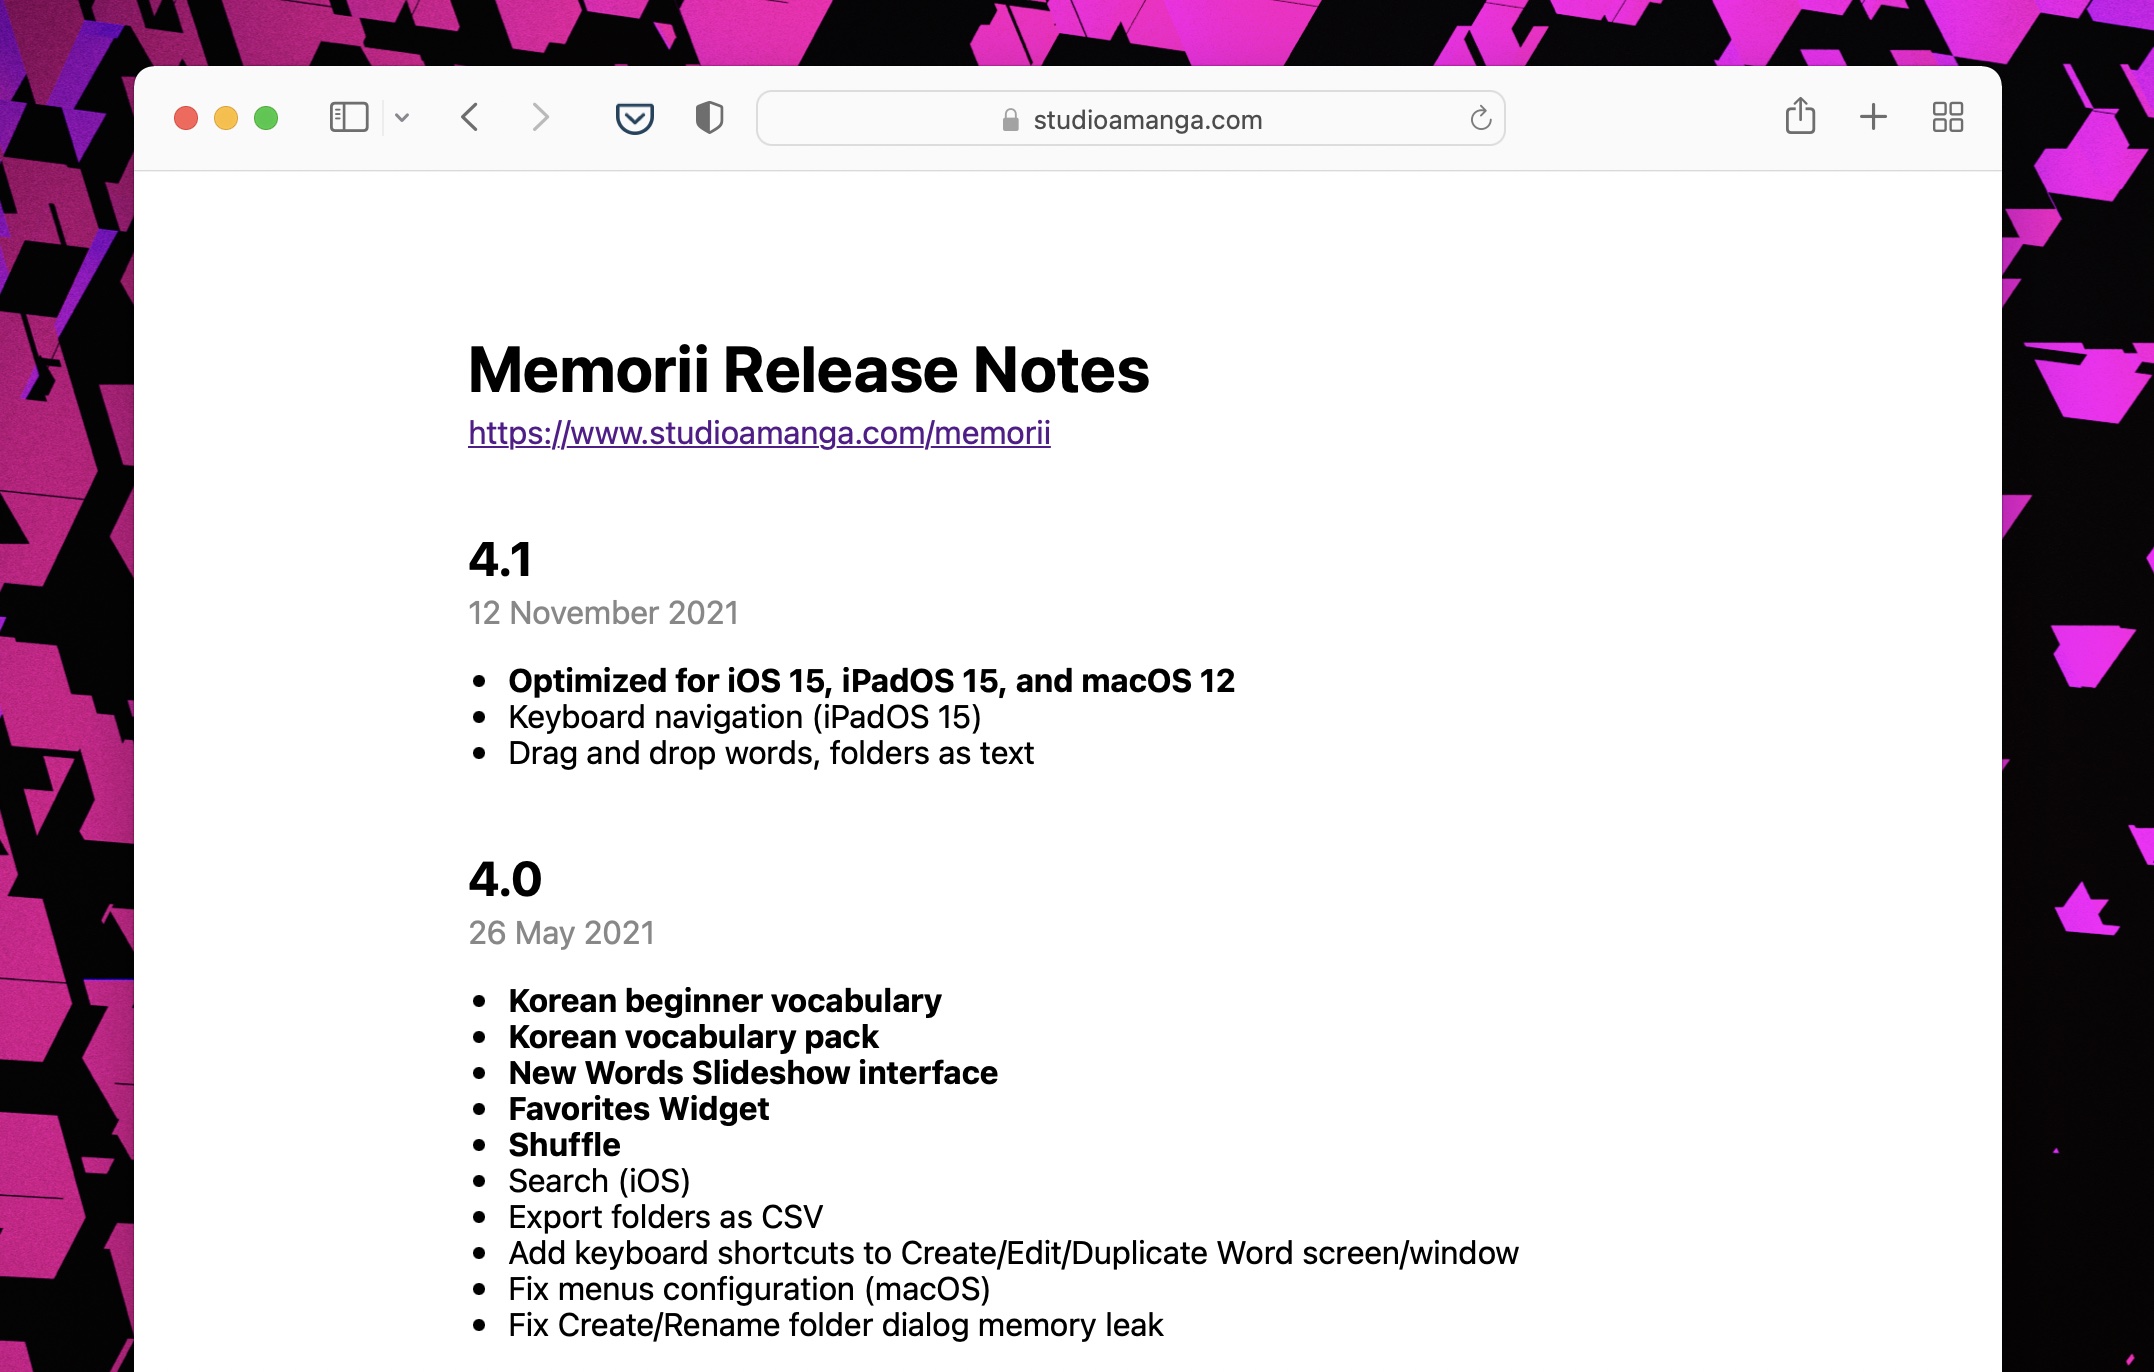 studioamanga.com
Memorii Release Notes
https://www.studioamanga.com/memorii
4.1
12 November 2021
• Optimized for iOS 15, iPadOS 15, and macOS 12
• Keyboard navigation (iPadOS 15)
• Drag and drop words, folders as text
4.0
26 May 2021
• Korean beginner vocabulary
• Korean vocabulary pack
• New Words Slideshow interface
• Favorites Widget
• Shuffle
• Search (iOS)
• Export folders as CSV
• Add keyboard shortcuts to Create/Edit/Duplicate Word screen/window
• Fix menus configuration (macOS)
• Fix Create/Rename folder dialog memory leak